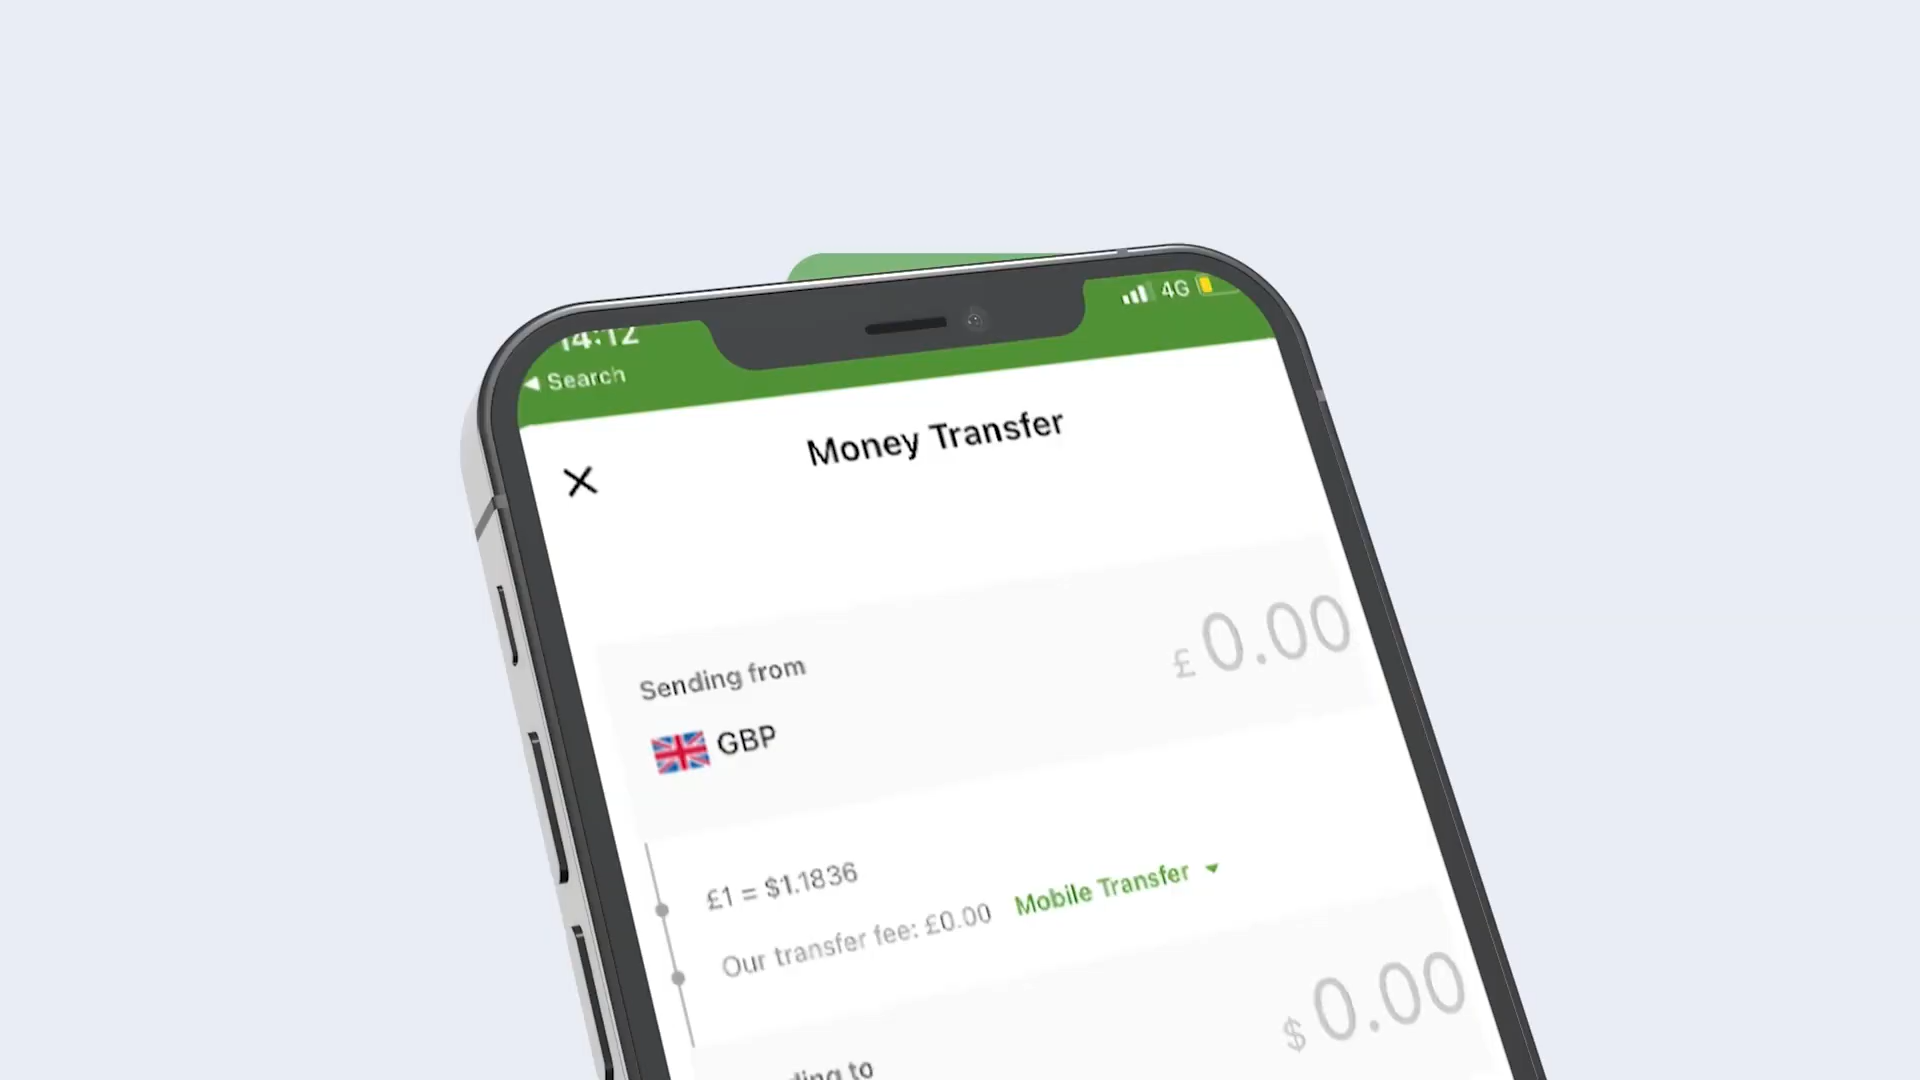 14:12
4G
Search
Money Transfer
Sending from
£0.00
GBP
£1 = $1.1836
Our transfer fee: £0.00 Mobile Transfer
$0.00
to